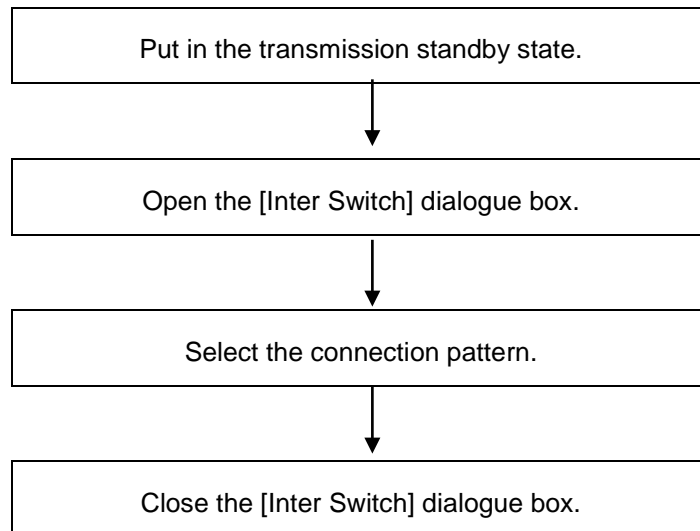 Put in the transmission standby state.
Open the [Inter Switch] dialogue box.
Select the connection pattern.
Close the [Inter Switch] dialogue box.